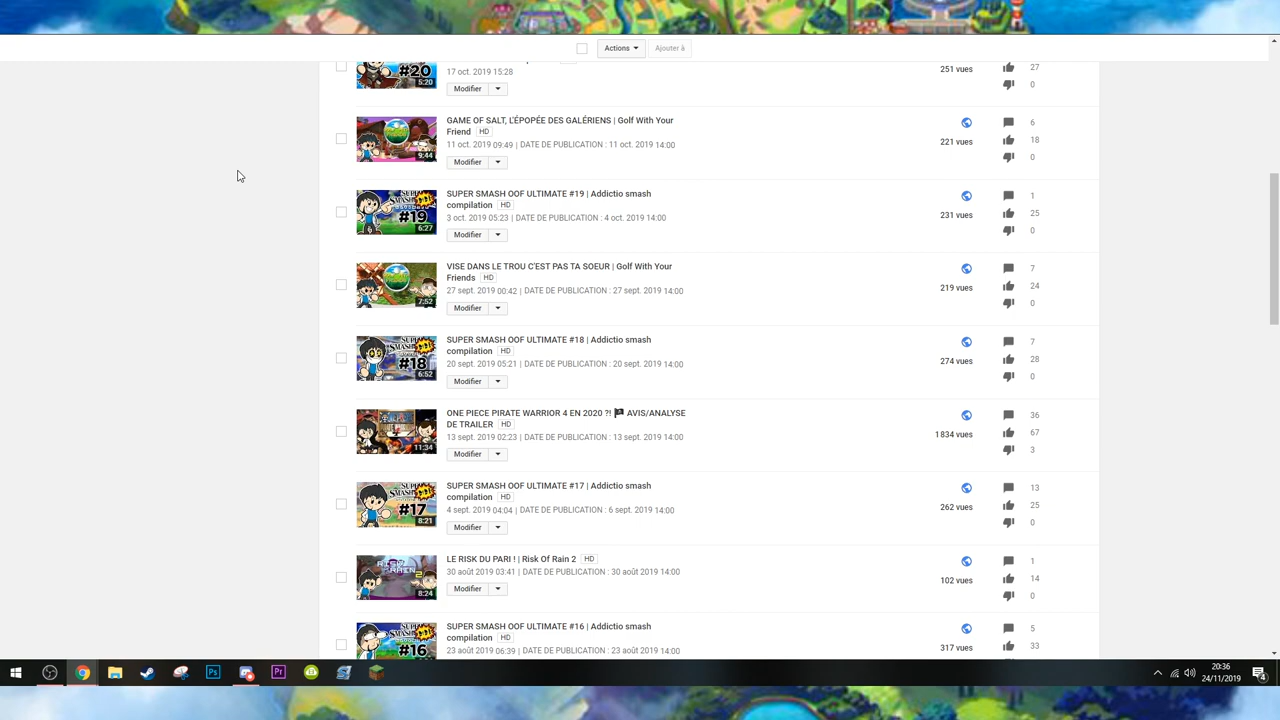 Actions Ajouter à
#20
5:20
17 oct. 2019 15:28
251 vues
27
0
Modifier
9:44
GAME OF SALT, L'ÉPOPÉE DES GALÉRIENS | Golf With Your
Friend HD
11 oct. 2019 09:49 | DATE DE PUBLICATION : 11 oct. 2019 14:00
Modifier
221 vues
6
18
0
#19
6:27
SUPER SMASH OOF ULTIMATE #19 | Addictio smash
compilation HD
3 oct. 2019 05:23 | DATE DE PUBLICATION : 4 oct. 2019 14:00
Modifier
231 vues
1
25
0
7:52
VISE DANS LE TROU C'EST PAS TA SOEUR | Golf With Your
Friends HD
27 sept. 2019 00:42 | DATE DE PUBLICATION : 27 sept. 2019 14:00
Modifier
219 vues
7
24
0
#18
6:52
SUPER SMASH OOF ULTIMATE #18 | Addictio smash
compilation HD
20 sept. 2019 05:21 | DATE DE PUBLICATION : 20 sept. 2019 14:00
Modifier
274 vues
7
28
0
11:34
ONE PIECE PIRATE WARRIOR 4 EN 2020 ?! 🏴 AVIS/ANALYSE
DE TRAILER HD
13 sept. 2019 02:23 | DATE DE PUBLICATION : 13 sept. 2019 14:00
Modifier
1 834 vues
36
67
3
#17
8:21
SUPER SMASH OOF ULTIMATE #17 | Addictio smash
compilation HD
4 sept. 2019 04:04 | DATE DE PUBLICATION : 6 sept. 2019 14:00
Modifier
262 vues
13
25
0
8:24
LE RISK DU PARI ! | Risk Of Rain 2 HD
30 août 2019 03:41 | DATE DE PUBLICATION : 30 août 2019 14:00
Modifier
102 vues
1
14
0
#16
SUPER SMASH OOF ULTIMATE #16 | Addictio smash
compilation HD
23 août 2019 06:39 | DATE DE PUBLICATION : 23 août 2019 14:00
317 vues
5
33
Ps
Pr
20:36
24/11/2019
4